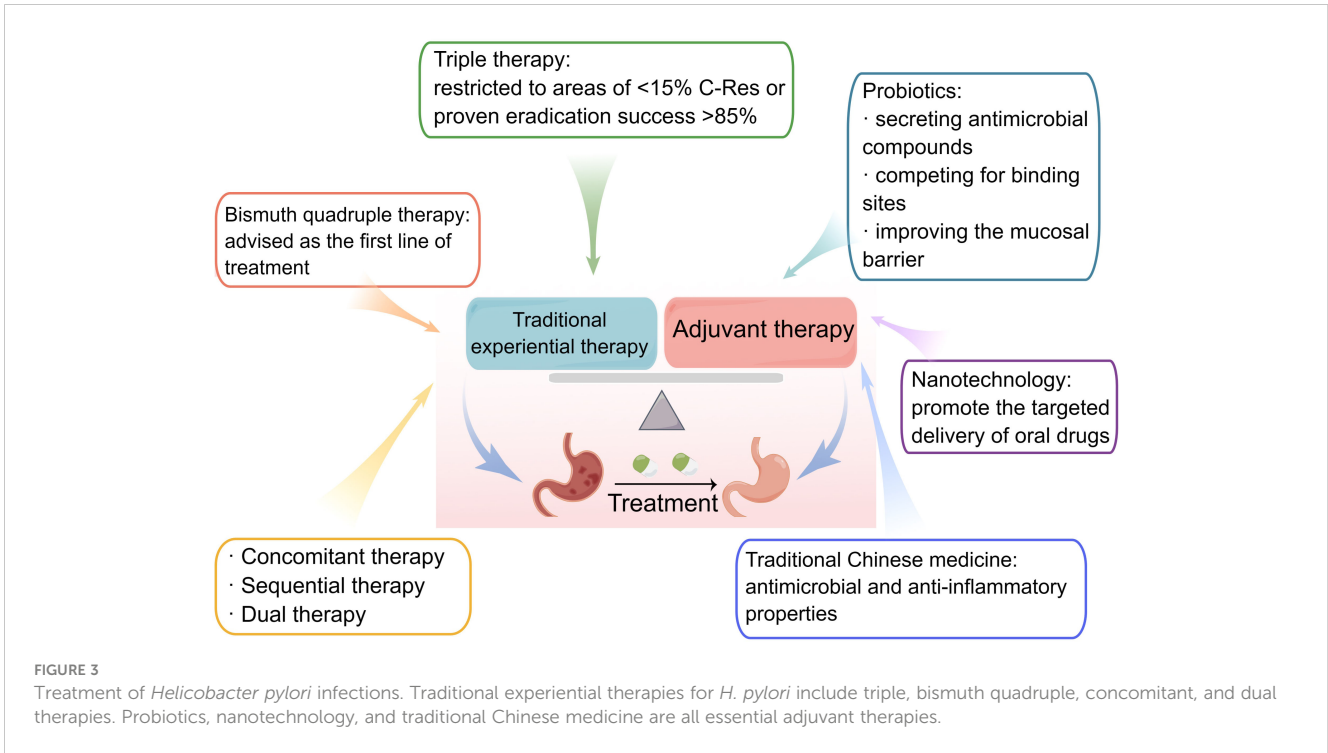 Triple therapy:
restricted to areas of <15% C-Res or
proven eradication success >85%
Probiotics:
· secreting antimicrobial
compounds
· competing for binding
sites
· improving the mucosal
barrier
Bismuth quadruple therapy:
advised as the first line of
treatment
Traditional
experiential therapy
Adjuvant therapy
Nanotechnology:
promote the targeted
delivery of oral drugs
Treatment
· Concomitant therapy
· Sequential therapy
· Dual therapy
Traditional Chinese medicine:
antimicrobial and anti-inflammatory
properties
FIGURE 3
Treatment of Helicobacter pylori infections. Traditional experiential therapies for H. pylori include triple, bismuth quadruple, concomitant, and dual
therapies. Probiotics, nanotechnology, and traditional Chinese medicine are all essential adjuvant therapies.